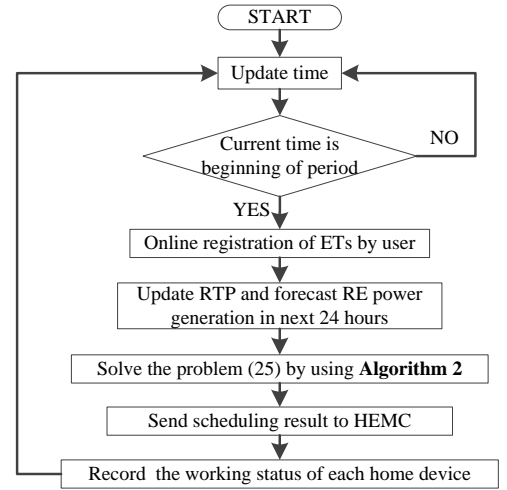 START
Update time
Current time is
beginning of period
NO
YES
Online registration of ETs by user
Update RTP and forecast RE power
generation in next 24 hours
Solve the problem (25) by using Algorithm 2
Send scheduling result to HEMC
Record the working status of each home device